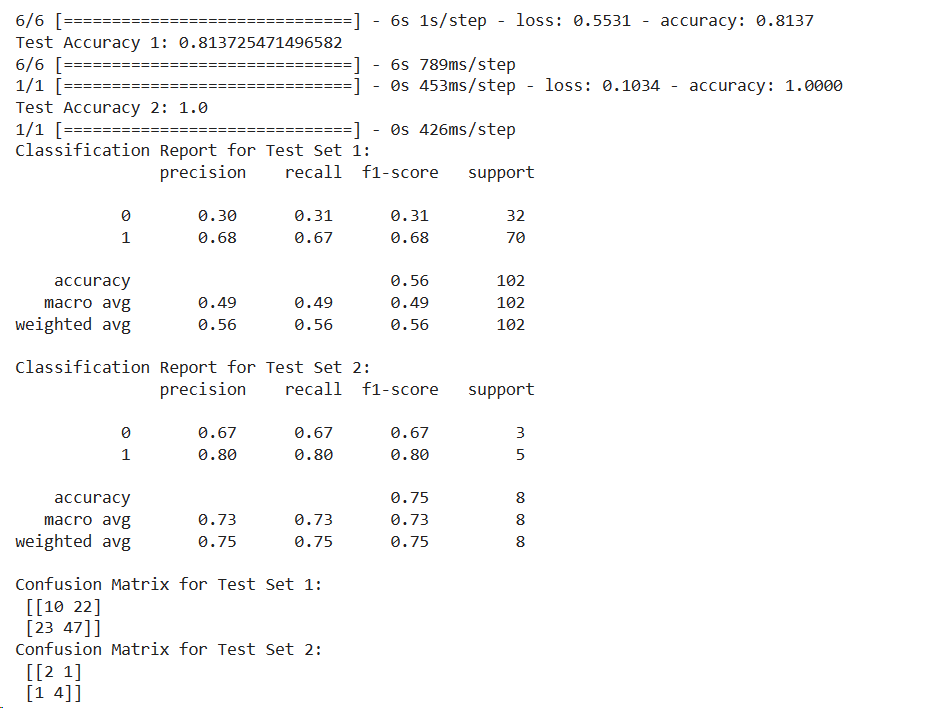 6/6 [==============================] - 6s 1s/step - loss: 0.5531 - accuracy: 0.8137
Test Accuracy 1: 0.813725471496582
6/6 [==============================] - 6s 789ms/step
1/1 [==============================] - 0s 453ms/step - loss: 0.1034 - accuracy: 1.0000
Test Accuracy 2: 1.0
1/1 [==============================] - 0s 426ms/step
Classification Report for Test Set 1:
precision recall f1-score support
0 0.30 0.31 0.31 32
1 0.68 0.67 0.68 70
accuracy 0.56 102
macro avg 0.49 0.49 0.49 102
weighted avg 0.56 0.56 0.56 102
Classification Report for Test Set 2:
precision recall f1-score support
0 0.67 0.67 0.67 3
1 0.80 0.80 0.80 5
accuracy 0.75 8
macro avg 0.73 0.73 0.73 8
weighted avg 0.75 0.75 0.75 8
Confusion Matrix for Test Set 1:
[[10 22]
[23 47]]
Confusion Matrix for Test Set 2:
[[2 1]
[1 4]]